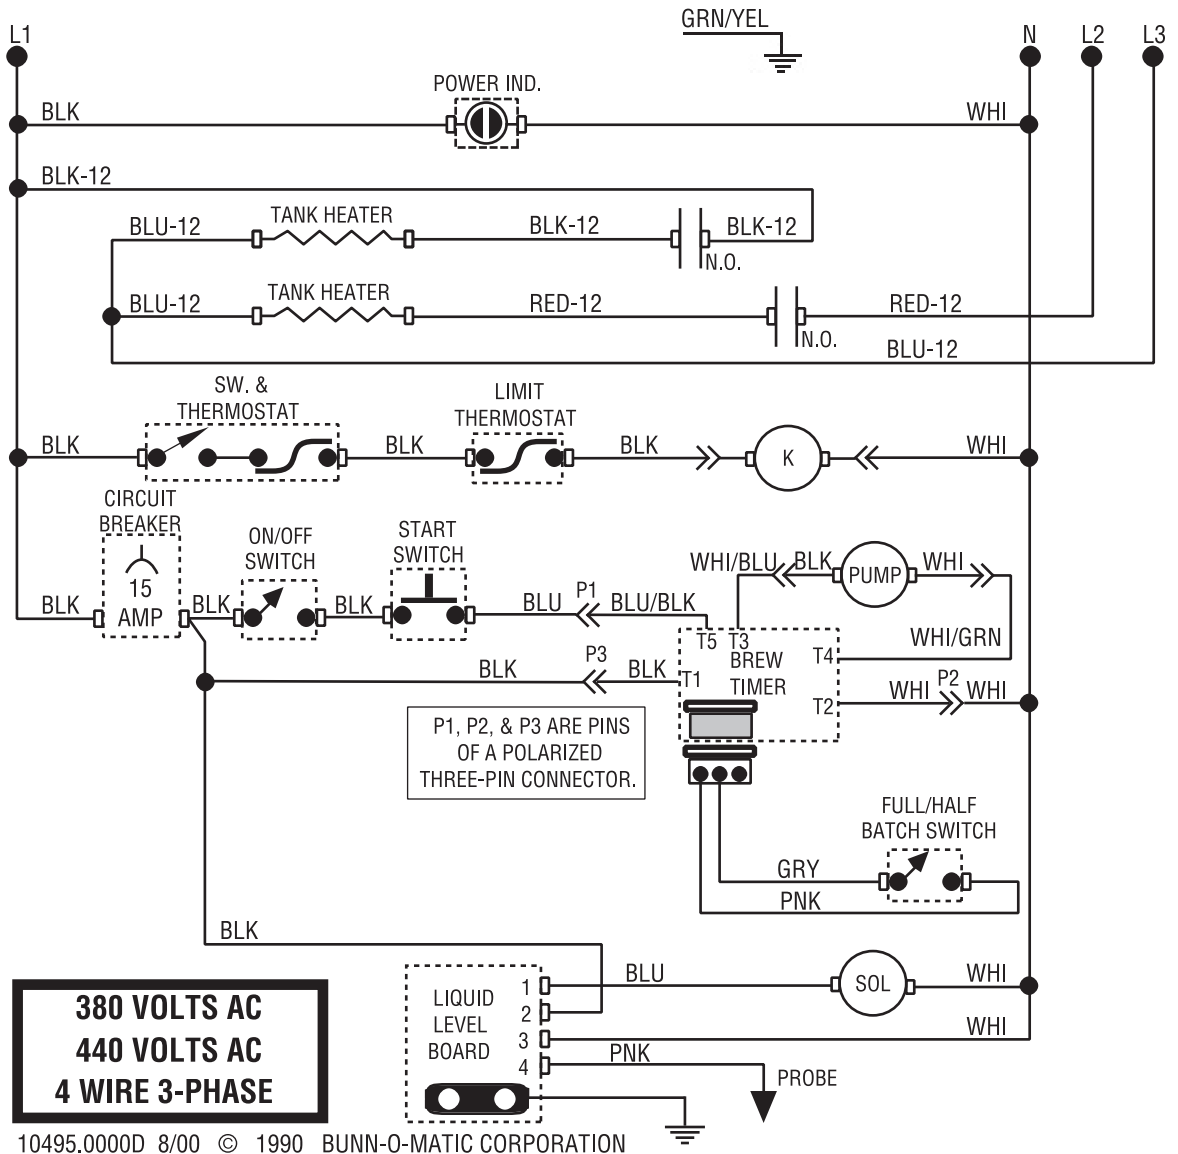 GRN/YEL
L1
N
L2
L3
POWER IND.
BLK
WHI
BLK-12
BLU-12
TANK HEATER
BLK-12
BLK-12
N.O.
BLU-12
TANK HEATER
RED-12
RED-12
N.O.
BLU-12
SW. &
THERMOSTAT
LIMIT
THERMOSTAT
BLK
BLK
BLK
K
WHI
CIRCUIT
BREAKER
15
AMP
ON/OFF
SWITCH
START
SWITCH
BLK
BLK
BLK
BLU
P1
BLU/BLK
WHI/BLU
BLK
PUMP
WHI
WHI/GRN
T5
T3
T4
BREW
TIMER
T1
T2
BLK
P3
BLK
WHI
P2
WHI
P1, P2, & P3 ARE PINS
OF A POLARIZED
THREE-PIN CONNECTOR.
FULL/HALF
BATCH SWITCH
GRY
PNK
BLK
LIQUID
LEVEL
BOARD
1
2
3
4
BLU
SOL
WHI
WHI
PNK
PROBE
380 VOLTS AC
440 VOLTS AC
4 WIRE 3-PHASE
10495.0000D 8/00 © 1990 BUNN-O-MATIC CORPORATION